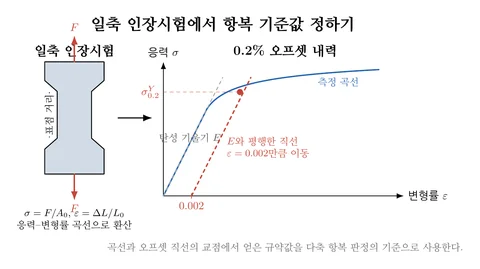 일축 인장시험에서 항복 기준값 정하기
F
일축 인장시험
표점 거리
F
σ = F/A₀, ε = ΔL/L₀
응력–변형률 곡선으로 환산
응력 σ
0.2% 오프셋 내력
측정 곡선
σ^Y_0.2
탄성 기울기 E
E와 평행한 직선
ε = 0.002만큼 이동
변형률 ε
0.002
곡선과 오프셋 직선의 교점에서 얻은 규약값을 다축 항복 판정의 기준으로 사용한다.